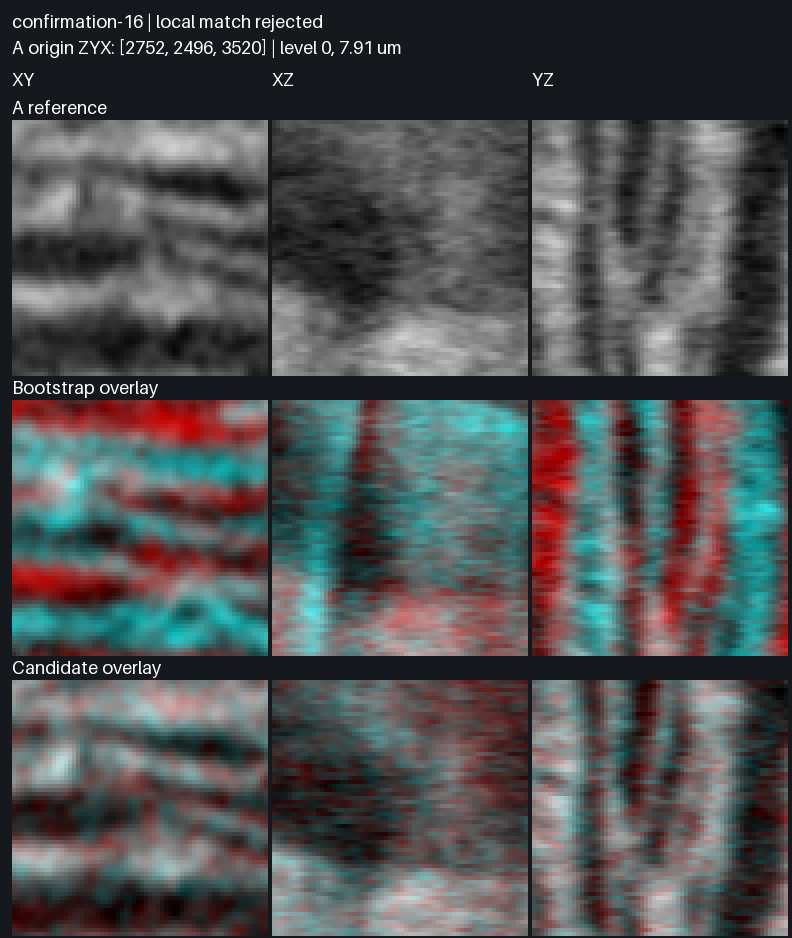 confirmation-16 | local match rejected
A origin ZYX: [2752, 2496, 3520] | level 0, 7.91 um
XY XZ YZ
A reference
Bootstrap overlay
Candidate overlay